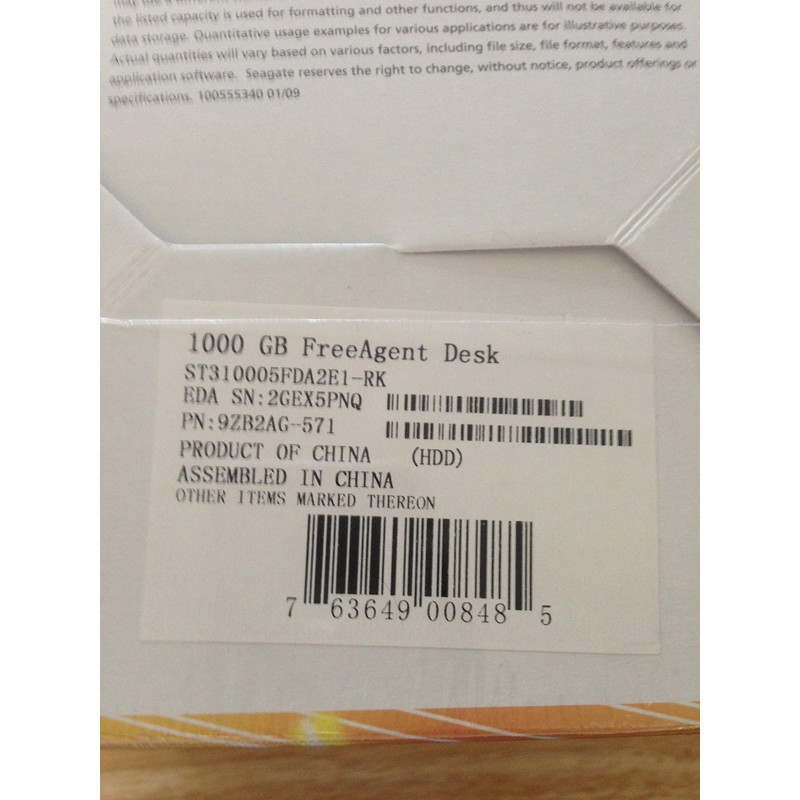 the listed capacity is used for formatting and other functions, and thus will not be available for
data storage. Quantitative usage examples for various applications are for illustrative purposes.
Actual quantities will vary based on various factors, including file size, file format, features and
application software. Seagate reserves the right to change, without notice, product offerings or
specifications. 100555340 01/09
1000 GB FreeAgent Desk
ST310005FDA2E1-RK
EDA SN:2GEX5PNQ
PN:9ZB2AG-571
PRODUCT OF CHINA (HDD)
ASSEMBLED IN CHINA
OTHER ITEMS MARKED THEREON
7 63649 00848 5